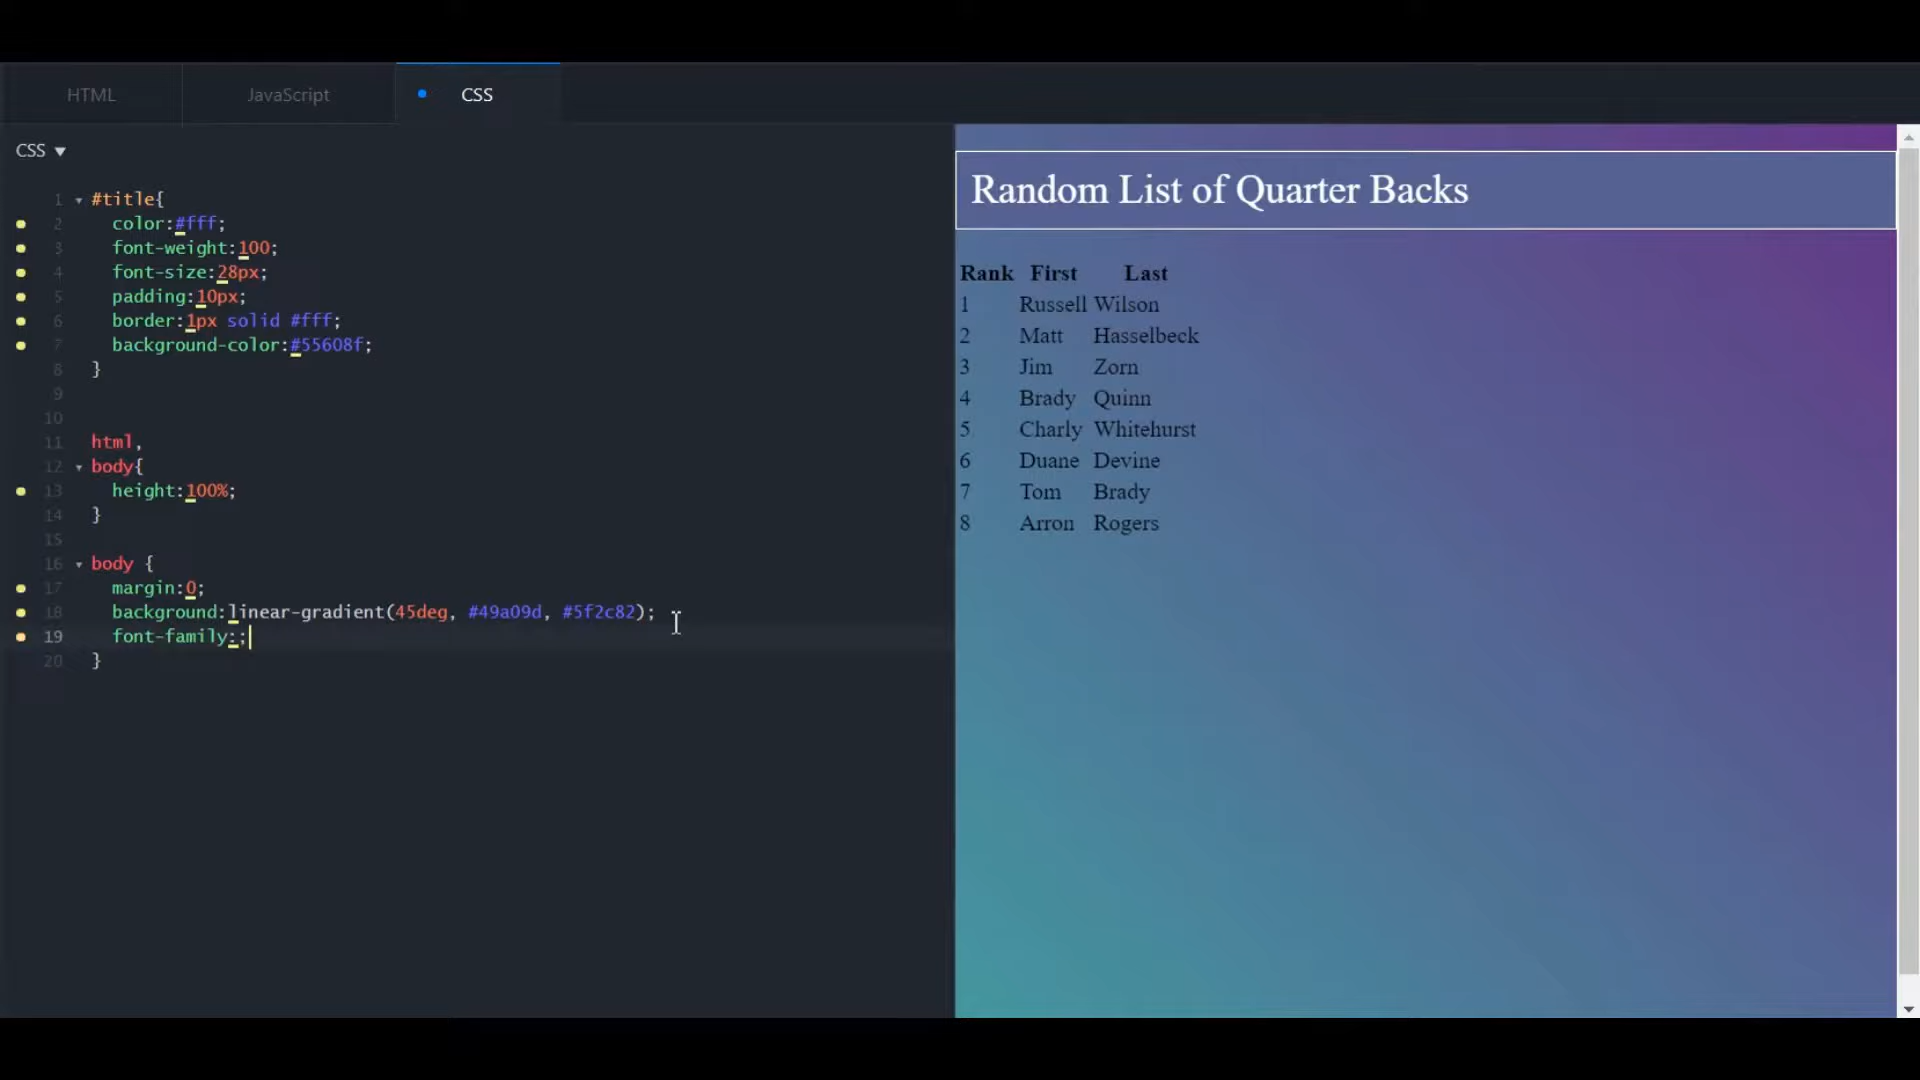 HTML JavaScript CSS
CSS
1 #title{
2 color:#fff;
3 font-weight:100;
4 font-size:28px;
5 padding:10px;
6 border:1px solid #fff;
7 background-color:#55608f;
8 }
9
10
11 html,
12 body{
13 height:100%;
14 }
15
16 body {
17 margin:0;
18 background:linear-gradient(45deg, #49a09d, #5f2c82);
19 font-family:;
20 }
Random List of Quarter Backs
Rank First Last
1 Russell Wilson
2 Matt Hasselbeck
3 Jim Zorn
4 Brady Quinn
5 Charly Whitehurst
6 Duane Devine
7 Tom Brady
8 Arron Rogers